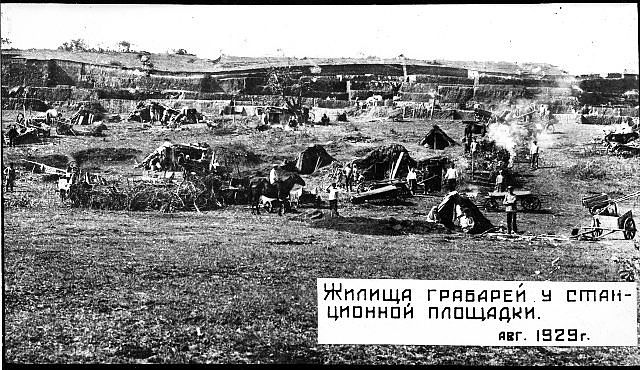 Жилища грабарей у стан-
ционной площадки.
авг. 1929г.